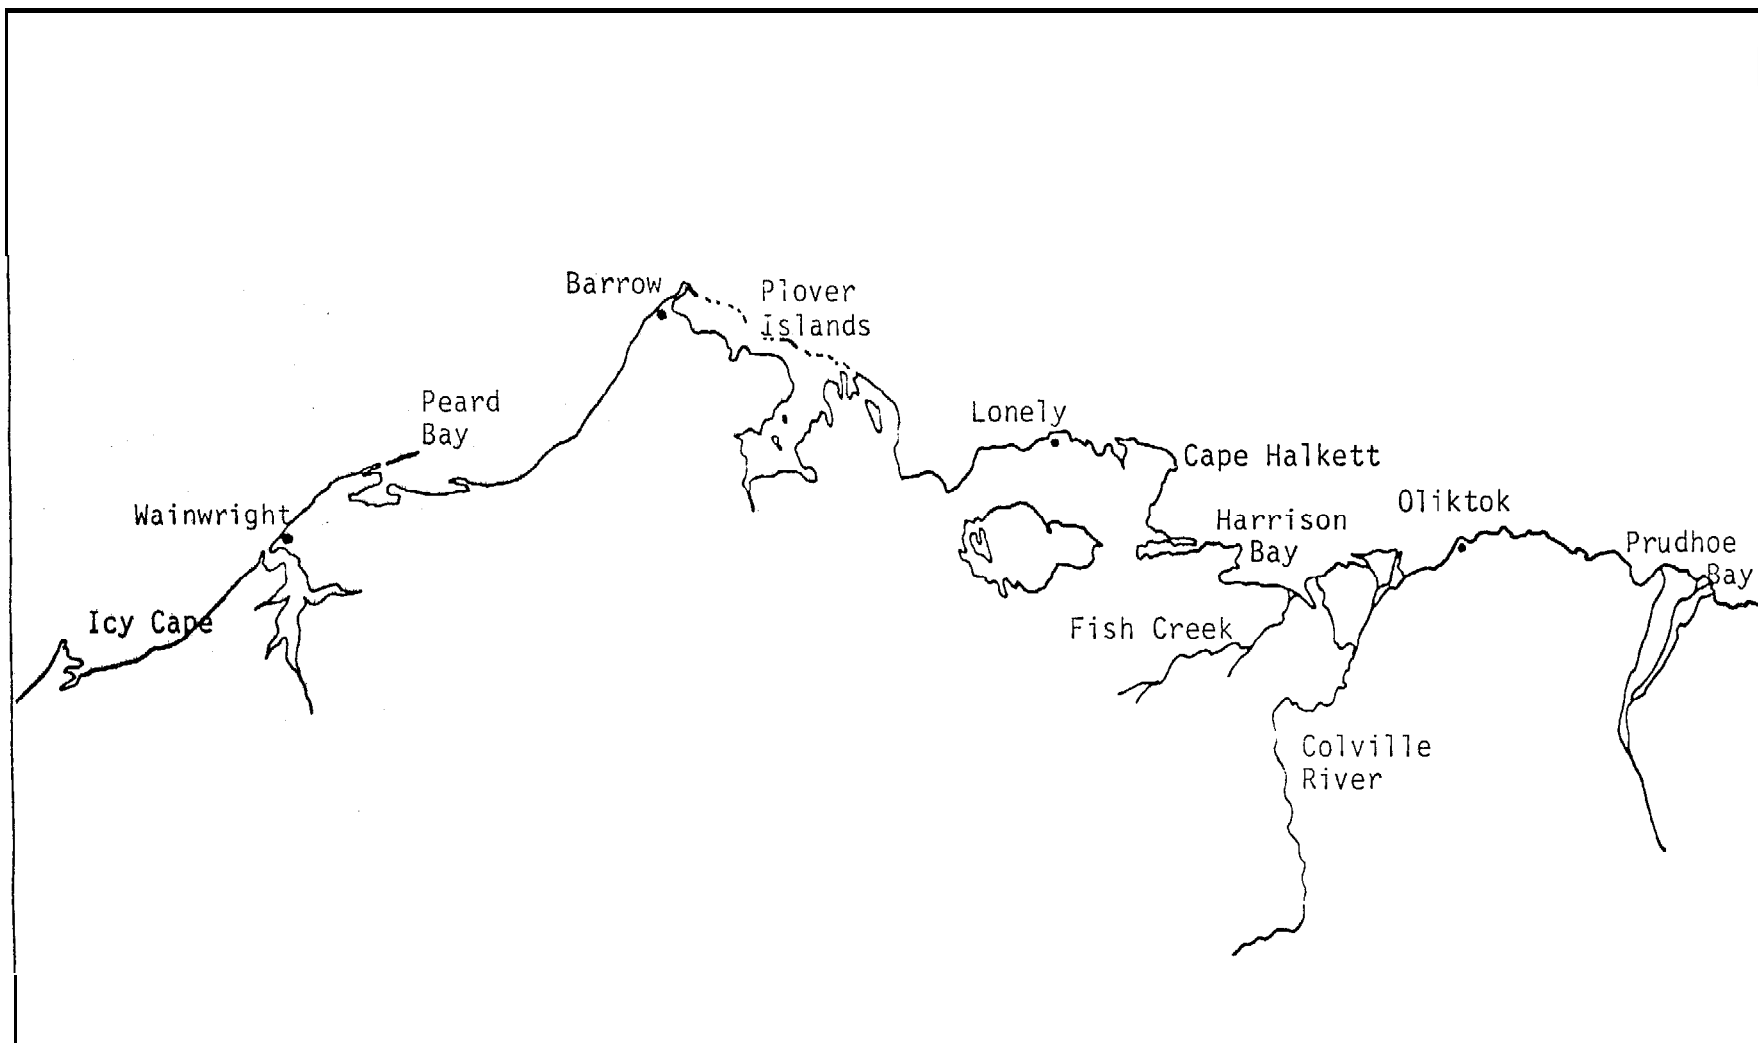 Barrow
Plover
Islands
Peard
Bay
Lonely
Cape Halkett
Wainwright
Oliktok
Harrison
Bay
Prudhoe
Bay
Icy Cape
Fish Creek
Colville
River